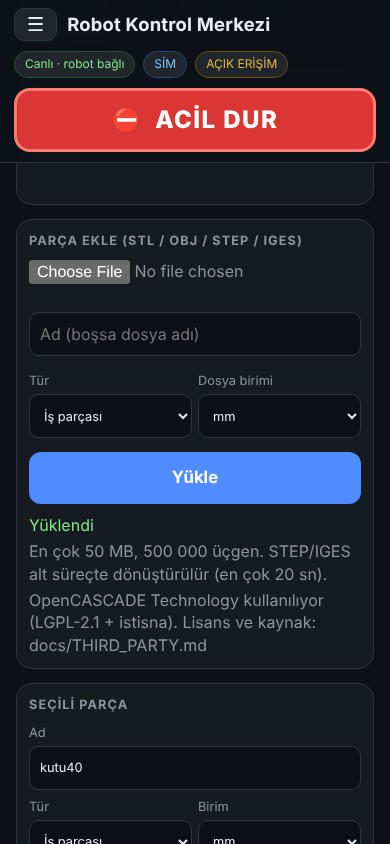 ☰ Robot Kontrol Merkezi
Canlı · robot bağlı SİM AÇIK ERİŞİM
⛔ ACİL DUR
PARÇA EKLE (STL / OBJ / STEP / IGES)
Choose File No file chosen
Ad (boşsa dosya adı)
Tür Dosya birimi
İş parçası mm
Yükle
Yüklendi
En çok 50 MB, 500 000 üçgen. STEP/IGES
alt süreçte dönüştürülür (en çok 20 sn).
OpenCASCADE Technology kullanılıyor
(LGPL-2.1 + istisna). Lisans ve kaynak:
docs/THIRD_PARTY.md
SEÇİLİ PARÇA
Ad
kutu40
Tür Birim
İş parçası mm